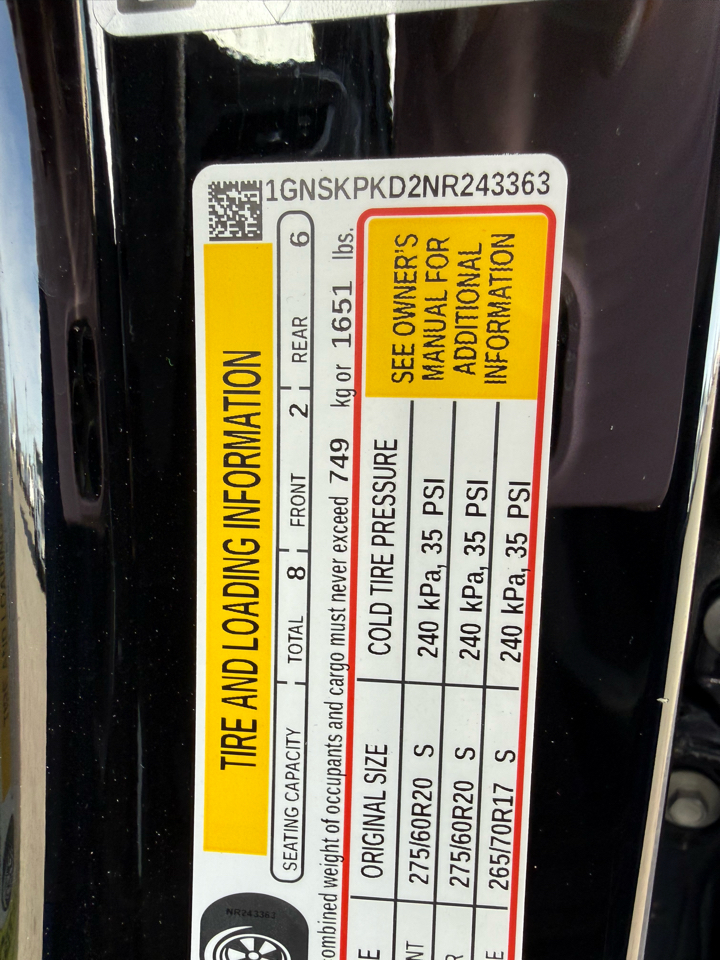 1GNSKPKD2NR243363
TIRE AND LOADING INFORMATION
SEATING CAPACITY TOTAL 8 FRONT 2 REAR 6
weight of occupants and cargo must never exceed 749 kg or 1651 lbs.
ORIGINAL SIZE COLD TIRE PRESSURE
275/60R20 S 240 kPa, 35 PSI
275/60R20 S 240 kPa, 35 PSI
265/70R17 S 240 kPa, 35 PSI
SEE OWNER'S
MANUAL FOR
ADDITIONAL
INFORMATION
NR243363